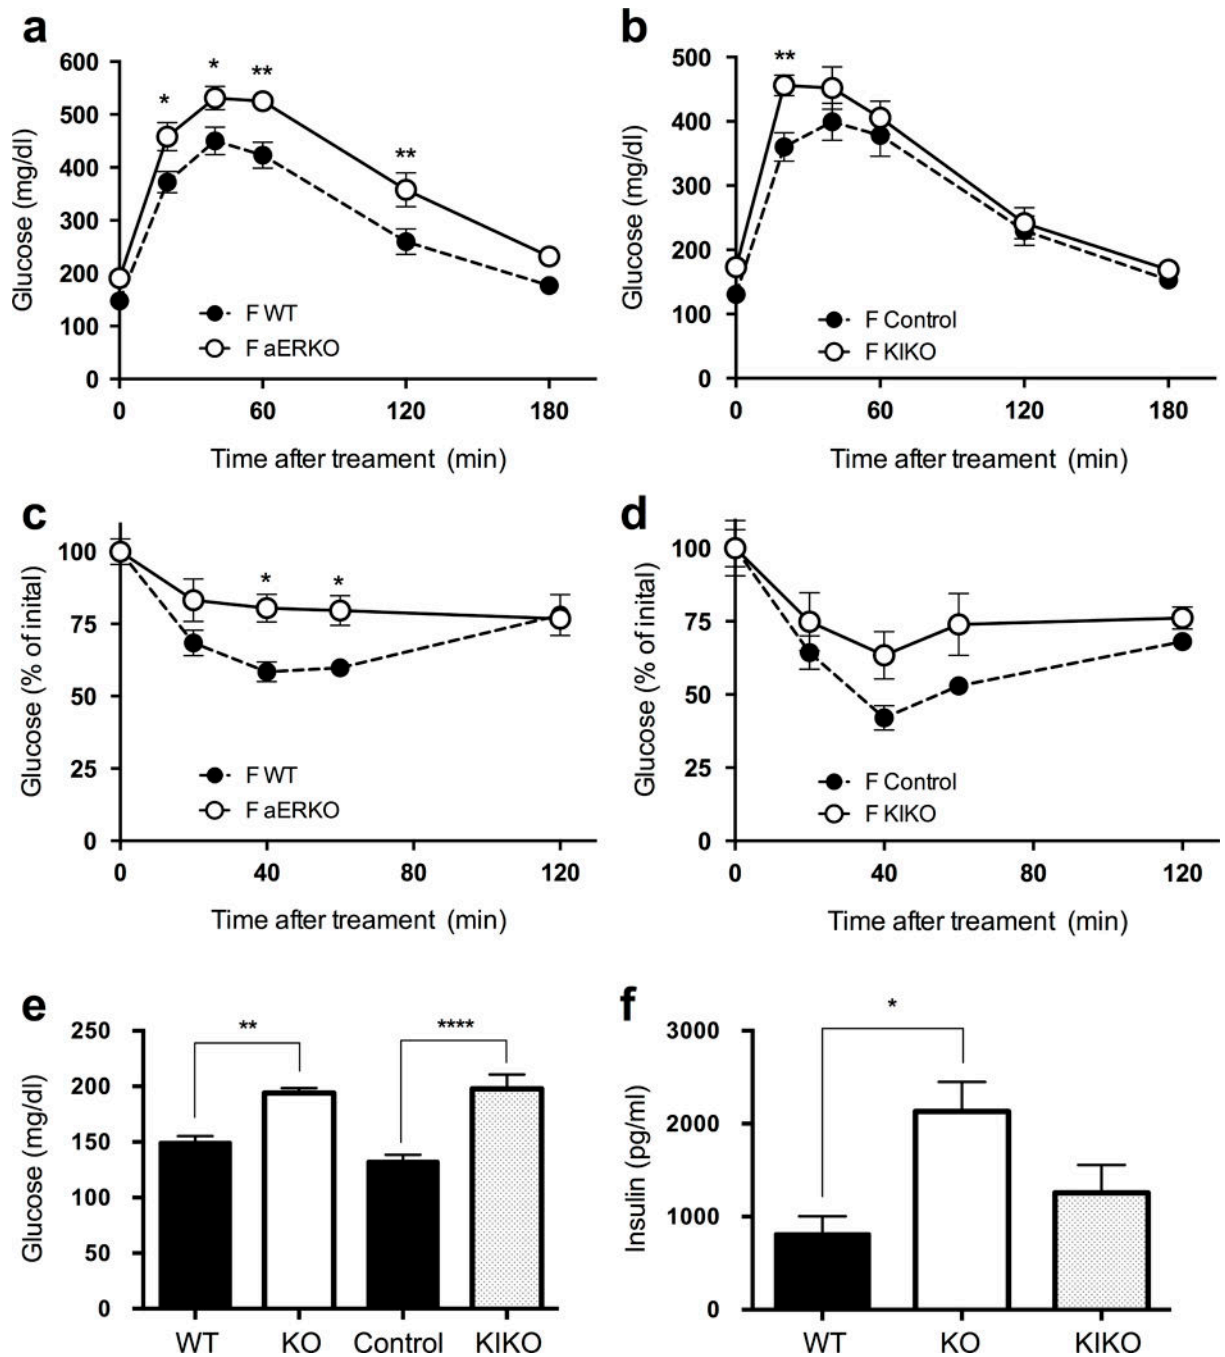 a
600
500
400
300
200
100
0
Glucose (mg/dl)
* * ** **
F WT
F aERKO
0 60 120 180
Time after treament (min)
b
500
400
300
200
100
0
Glucose (mg/dl)
**
F Control
F KIKO
0 60 120 180
Time after treament (min)
c
100
75
50
25
0
Glucose (% of inital)
* *
F WT
F aERKO
0 40 80 120
Time after treament (min)
d
100
75
50
25
0
Glucose (% of inital)
F Control
F KIKO
0 40 80 120
Time after treament (min)
e
250
200
150
100
50
0
Glucose (mg/dl)
** ****
WT KO Control KIKO
f
3000
2000
1000
0
Insulin (pg/ml)
*
WT KO KIKO